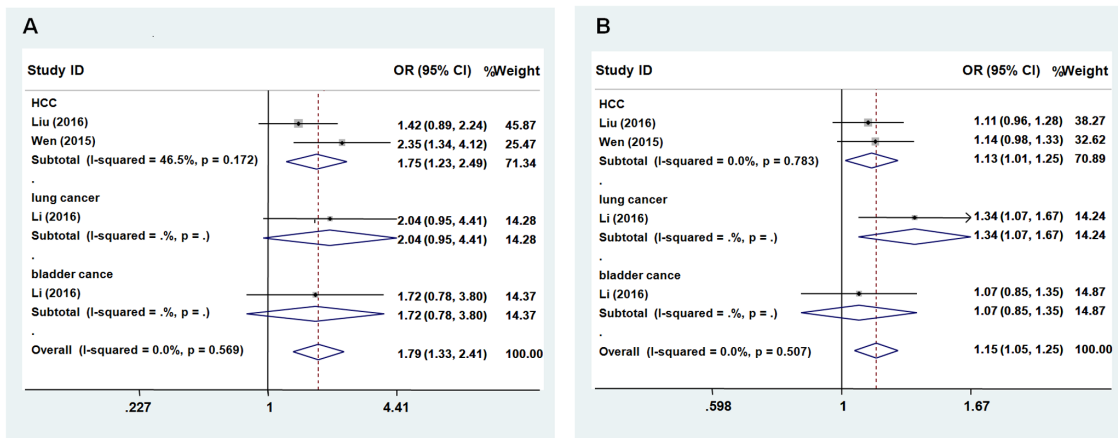 A
Study ID OR (95% CI) %Weight
HCC
Liu (2016) 1.42 (0.89, 2.24) 45.87
Wen (2015) 2.35 (1.34, 4.12) 25.47
Subtotal (I-squared = 46.5%, p = 0.172) 1.75 (1.23, 2.49) 71.34
.
lung cancer
Li (2016) 2.04 (0.95, 4.41) 14.28
Subtotal (I-squared = .%, p = .) 2.04 (0.95, 4.41) 14.28
.
bladder cance
Li (2016) 1.72 (0.78, 3.80) 14.37
Subtotal (I-squared = .%, p = .) 1.72 (0.78, 3.80) 14.37
.
Overall (I-squared = 0.0%, p = 0.569) 1.79 (1.33, 2.41) 100.00
.227 1 4.41
B
Study ID OR (95% CI) %Weight
HCC
Liu (2016) 1.11 (0.96, 1.28) 38.27
Wen (2015) 1.14 (0.98, 1.33) 32.62
Subtotal (I-squared = 0.0%, p = 0.783) 1.13 (1.01, 1.25) 70.89
.
lung cancer
Li (2016) 1.34 (1.07, 1.67) 14.24
Subtotal (I-squared = .%, p = .) 1.34 (1.07, 1.67) 14.24
.
bladder cance
Li (2016) 1.07 (0.85, 1.35) 14.87
Subtotal (I-squared = .%, p = .) 1.07 (0.85, 1.35) 14.87
.
Overall (I-squared = 0.0%, p = 0.507) 1.15 (1.05, 1.25) 100.00
.598 1 1.67